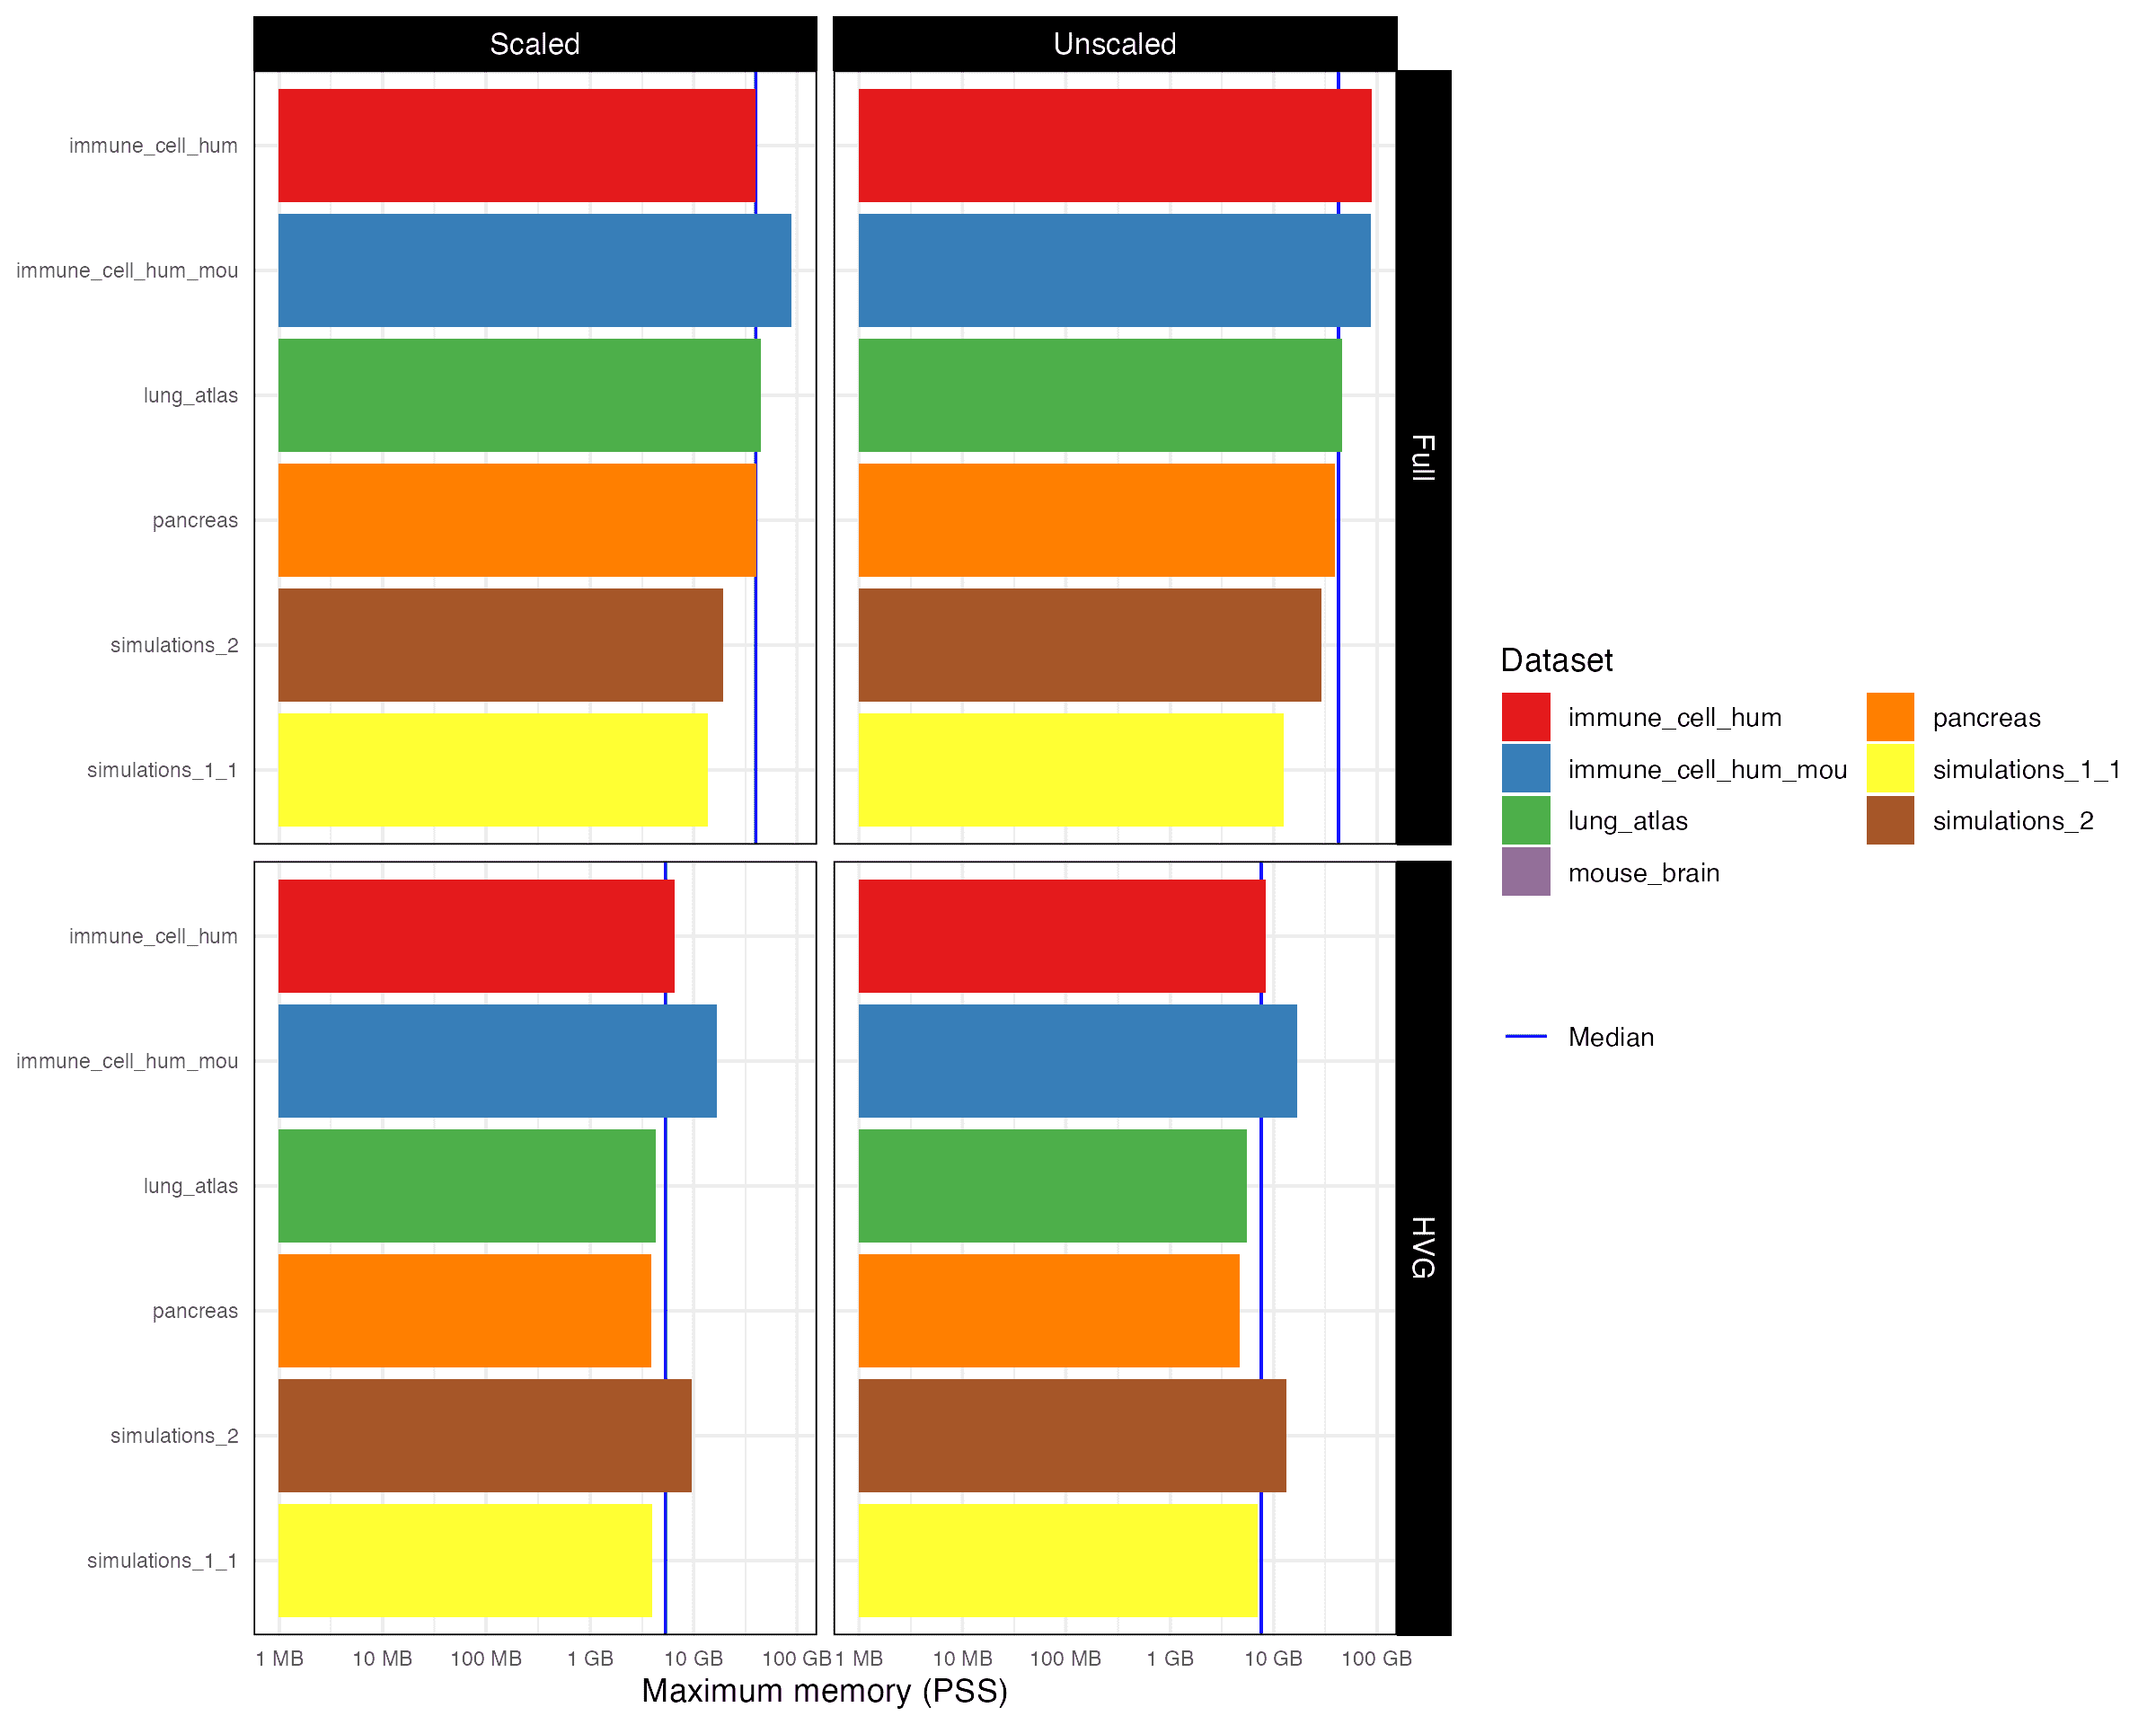 Scaled
Unscaled
Full
immune_cell_hum
immune_cell_hum_mou
lung_atlas
pancreas
simulations_2
simulations_1_1
HVG
immune_cell_hum
immune_cell_hum_mou
lung_atlas
pancreas
simulations_2
simulations_1_1
1 MB 10 MB 100 MB 1 GB 10 GB 100 GB
1 MB 10 MB 100 MB 1 GB 10 GB 100 GB
Maximum memory (PSS)
Dataset
immune_cell_hum
immune_cell_hum_mou
lung_atlas
mouse_brain
pancreas
simulations_1_1
simulations_2
Median